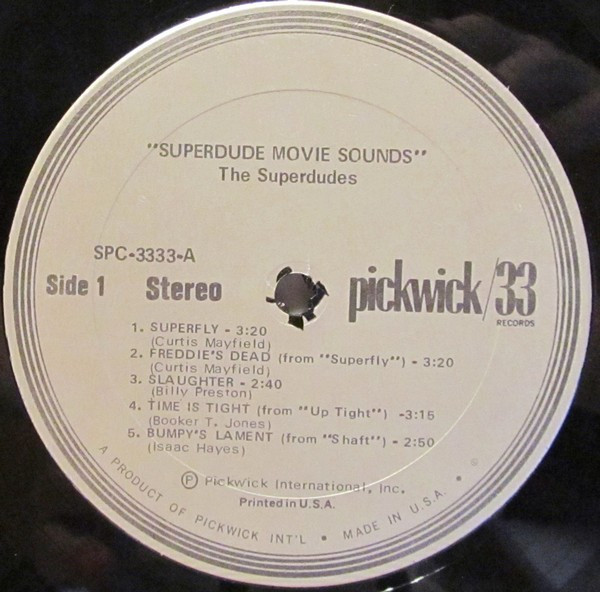 "SUPERDUDE MOVIE SOUNDS"
The Superdudes
SPC-3333-A
Side 1 Stereo
pickwick/33
RECORDS
1. SUPERFLY - 3:20
(Curtis Mayfield)
2. FREDDIE'S DEAD (from "Superfly") - 3:20
(Curtis Mayfield)
3. SLAUGHTER - 2:40
(Billy Preston)
4. TIME IS TIGHT (from "Up Tight") -3:15
(Booker T. Jones)
5. BUMPY'S LAMENT (from "Shaft") - 2:50
(Isaac Hayes)
Ⓟ Pickwick International, Inc.
Printed in U.S.A.
A PRODUCT OF PICKWICK INT'L • MADE IN U.S.A. • ®